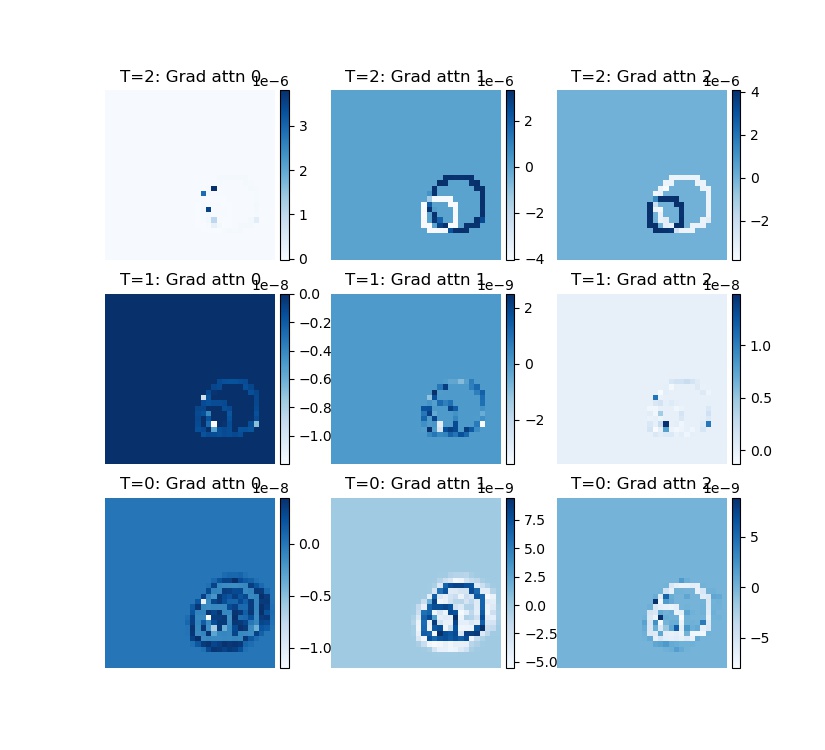 T=2: Grad attn 0
1e−6
T=2: Grad attn 1
1e−6
T=2: Grad attn 2
1e−6
3
2
1
0
2
0
−2
−4
4
2
0
−2
T=1: Grad attn 0
1e−8
T=1: Grad attn 1
1e−9
T=1: Grad attn 2
1e−8
0.0
−0.2
−0.4
−0.6
−0.8
−1.0
2
0
−2
1.0
0.5
0.0
T=0: Grad attn 0
1e−8
T=0: Grad attn 1
1e−9
T=0: Grad attn 2
1e−9
0.0
−0.5
−1.0
7.5
5.0
2.5
0.0
−2.5
−5.0
5
0
−5